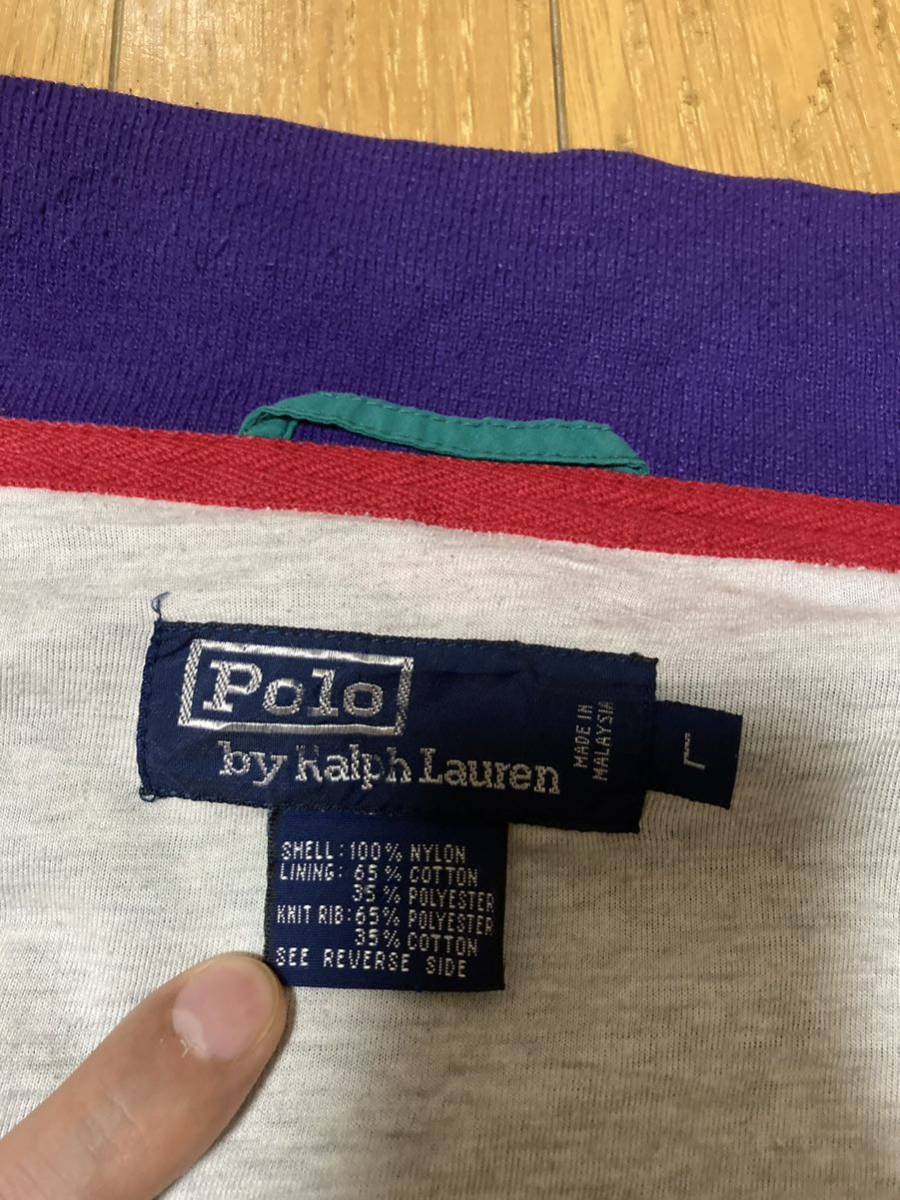 Polo
by Ralph Lauren
MADE IN
MALAYSIA
L
SHELL: 100% NYLON
LINING: 65% COTTON
35% POLYESTER
KNIT RIB: 65% POLYESTER
35% COTTON
SEE REVERSE SIDE